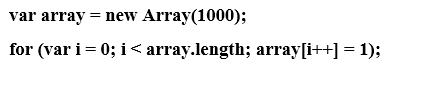 var array = new Array(1000);
for (var i = 0; i < array.length; array[i++] = 1);